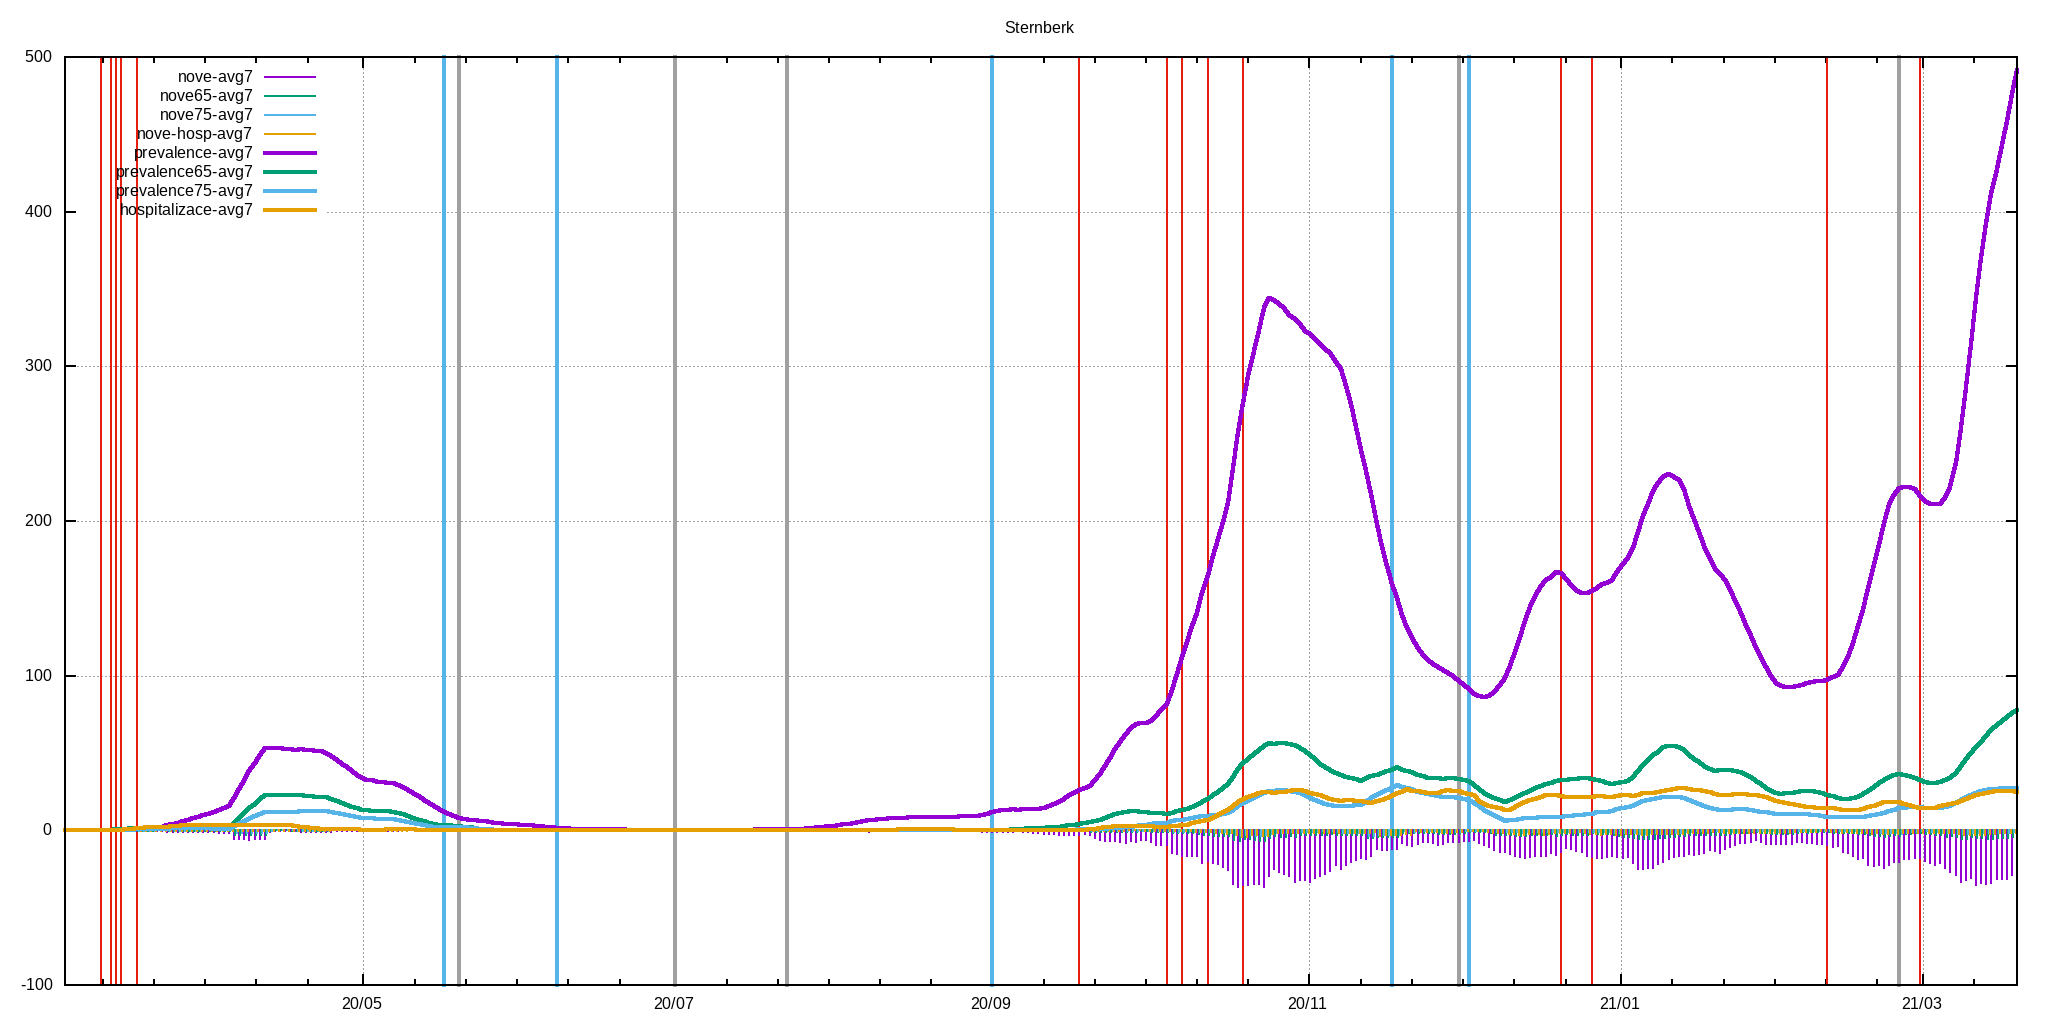 Sternberk
500
400
300
200
100
0
-100
nove-avg7
nove65-avg7
nove75-avg7
nove-hosp-avg7
prevalence-avg7
prevalence65-avg7
prevalence75-avg7
hospitalizace-avg7
20/05
20/07
20/09
20/11
21/01
21/03